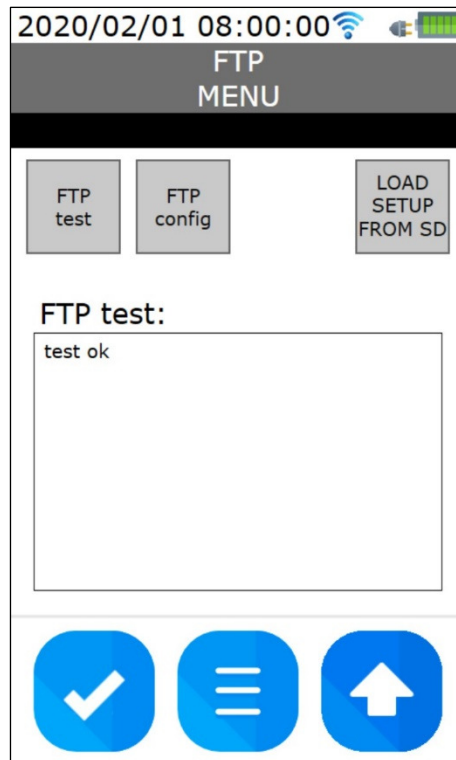 2020/02/01 08:00:00
FTP
MENU
FTP
test
FTP
config
LOAD
SETUP
FROM SD
FTP test:
test ok